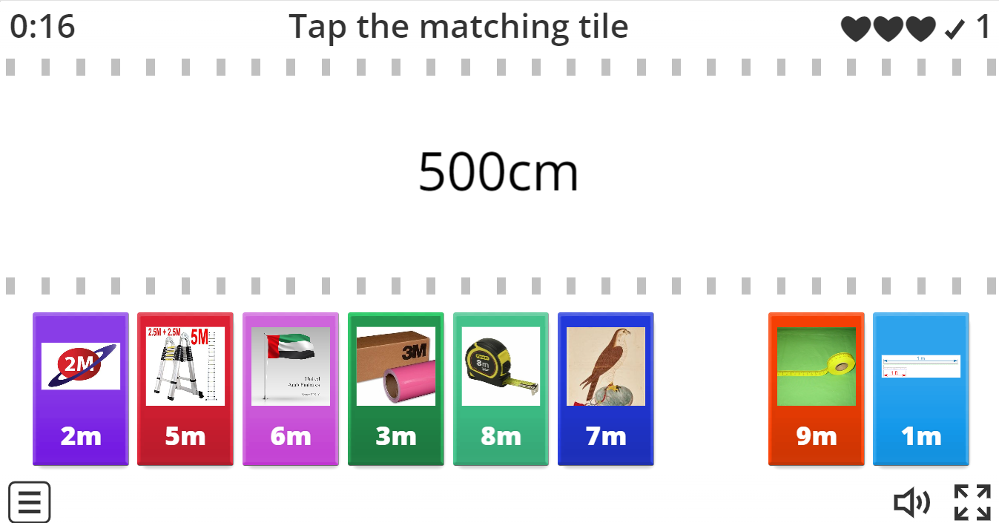 0:16
Tap the matching tile
1
500cm
2M
2m
2.5M + 2.5M 5M
5m
United
Arab Emirates
6m
3M
3m
STANLEY
8m
8m
7m
9m
1 m
1 ft
1m